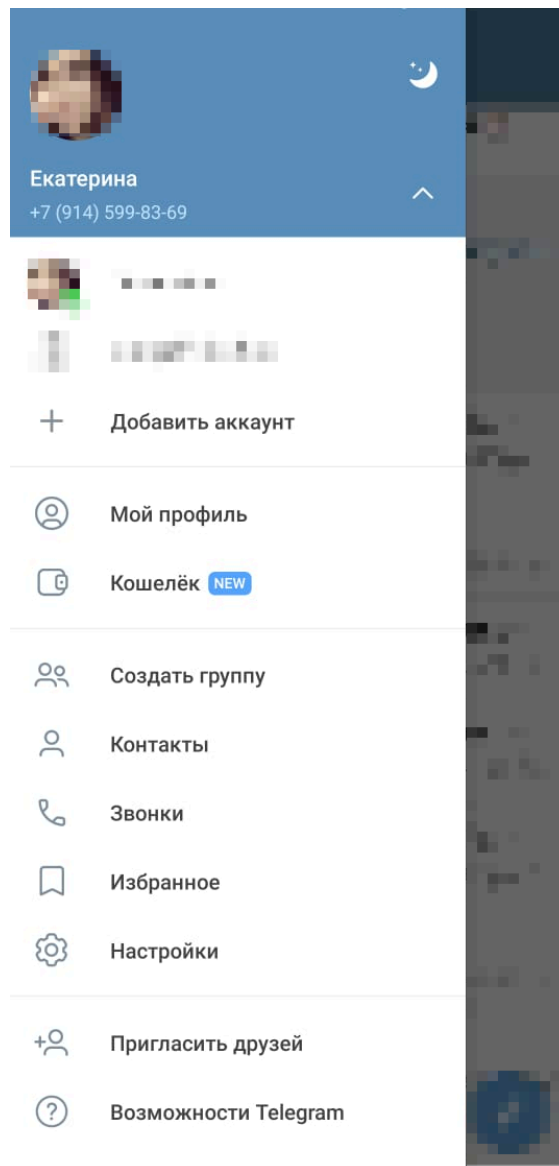 Екатерина
+7 (914) 599-83-69
Добавить аккаунт
Мой профиль
Кошелёк NEW
Создать группу
Контакты
Звонки
Избранное
Настройки
Пригласить друзей
Возможности Telegram